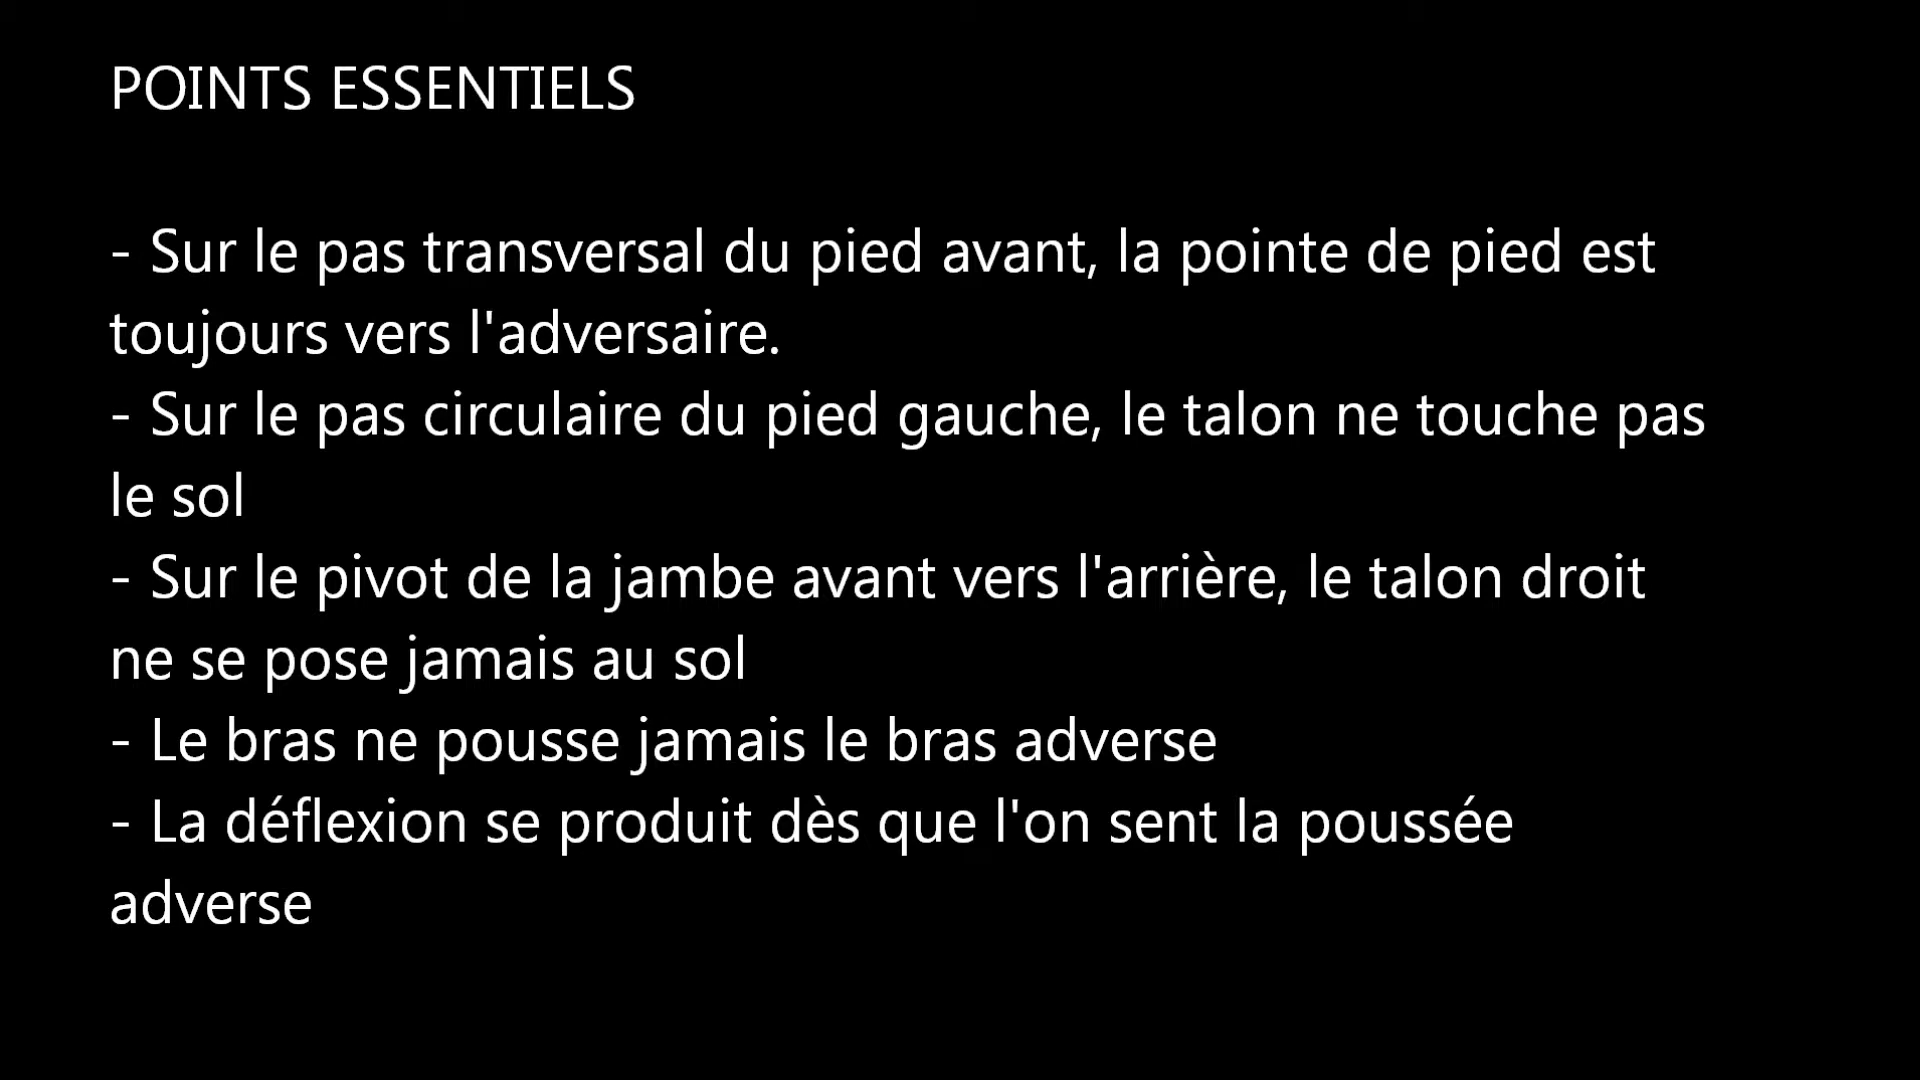 POINTS ESSENTIELS
- Sur le pas transversal du pied avant, la pointe de pied est
toujours vers l'adversaire.
- Sur le pas circulaire du pied gauche, le talon ne touche pas
le sol
- Sur le pivot de la jambe avant vers l'arrière, le talon droit
ne se pose jamais au sol
- Le bras ne pousse jamais le bras adverse
- La déflexion se produit dès que l'on sent la poussée
adverse